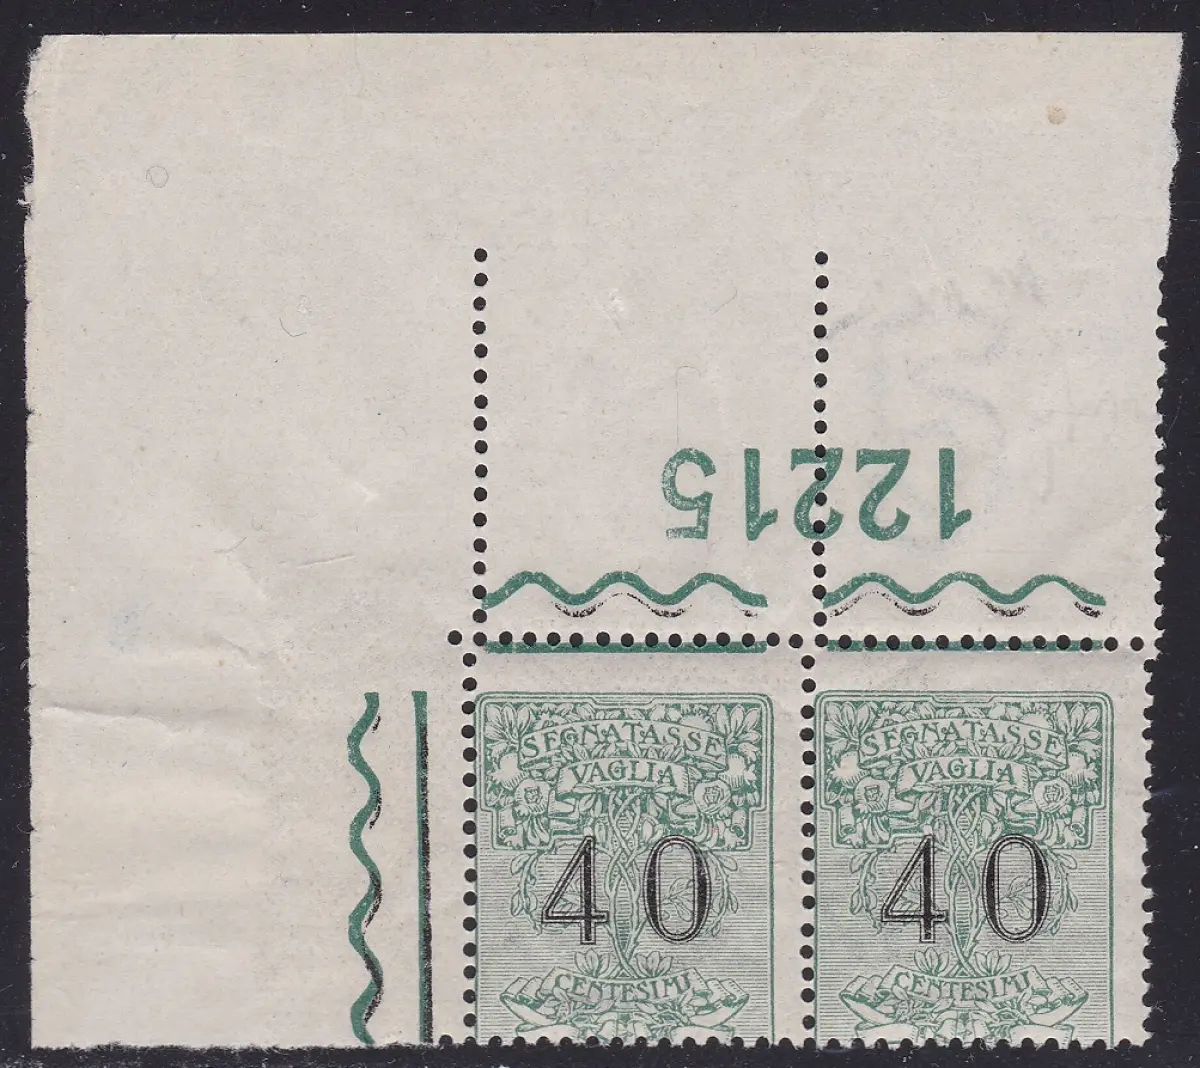 12215
SEGNATASSE
VAGLIA
40
CENTESIMI
SEGNATASSE
VAGLIA
40
CENTESIMI